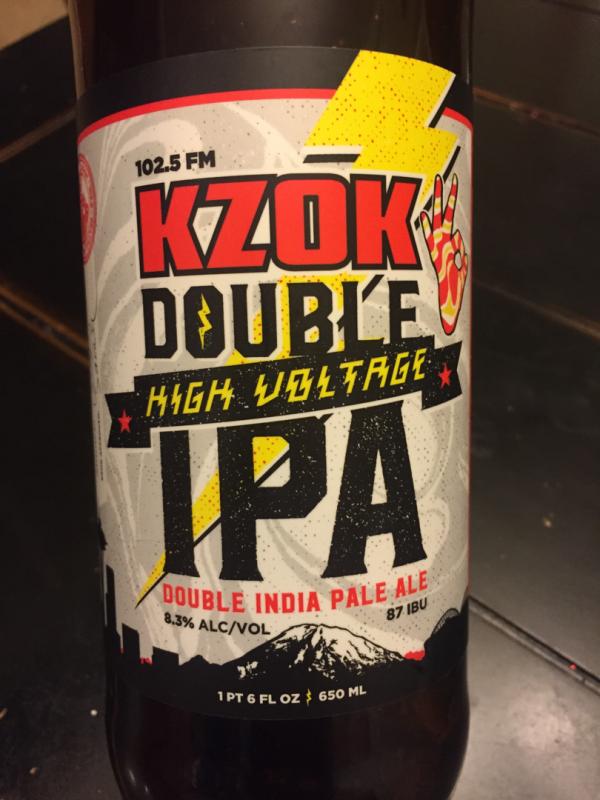 102.5 FM
KZOK
DOUBLE
HIGH VOLTAGE
IPA
DOUBLE INDIA PALE ALE
8.3% ALC/VOL 87 IBU
1 PT 6 FL OZ 650 ML